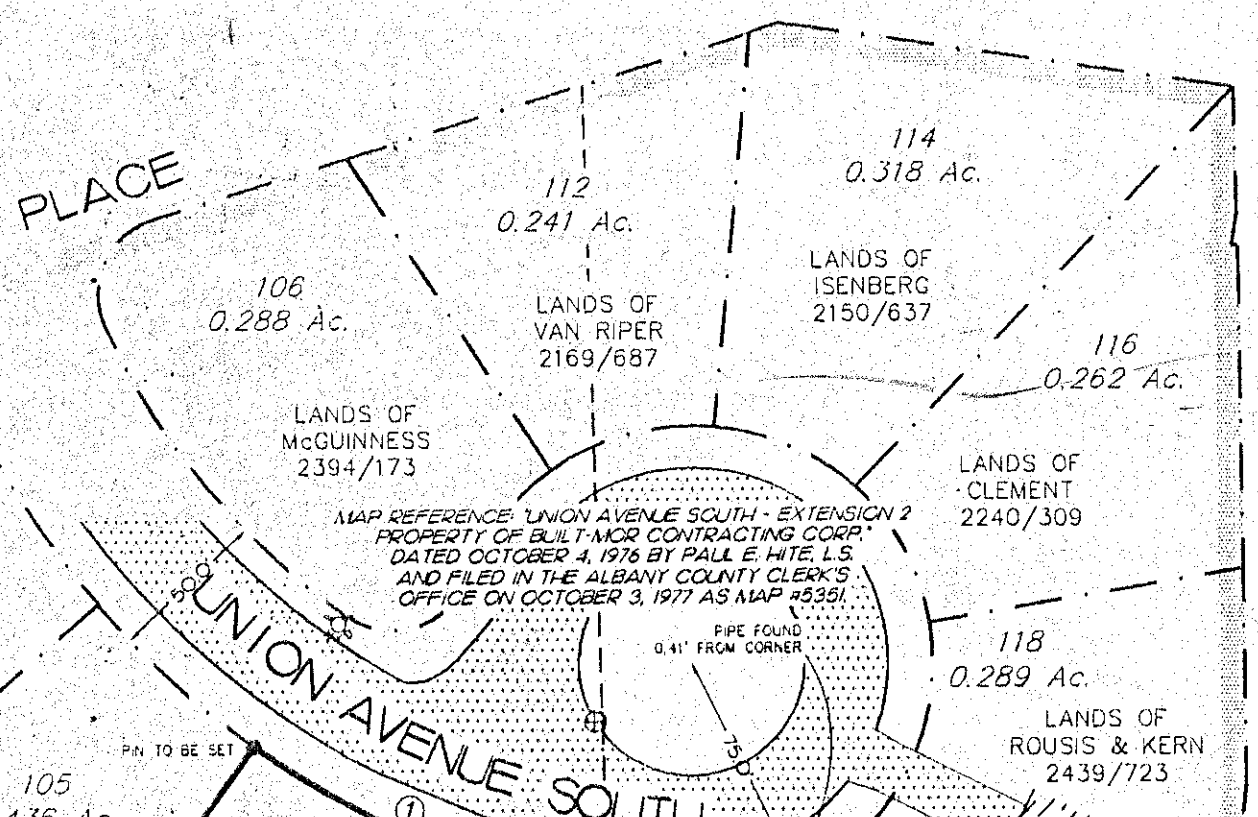 PLACE
114
0.318 Ac.
112
0.241 Ac.
LANDS OF
ISENBERG
2150/637
106
0.288 Ac.
LANDS OF
VAN RIPER
2169/687
116
0.262 Ac.
LANDS OF
McGUINNESS
2394/173
LANDS OF
CLEMENT
2240/309
MAP REFERENCE: "UNION AVENUE SOUTH - EXTENSION 2
PROPERTY OF BUILT-MOR CONTRACTING CORP."
DATED OCTOBER 4, 1976 BY PAUL E. HITE, L.S.
AND FILED IN THE ALBANY COUNTY CLERK'S
OFFICE ON OCTOBER 3, 1977 AS MAP #5351.
50.0
UNION AVENUE SOUTH
PIPE FOUND
0.41' FROM CORNER
118
0.289 Ac.
LANDS OF
ROUSIS & KERN
2439/723
75.0
PIN TO BE SET
105
1